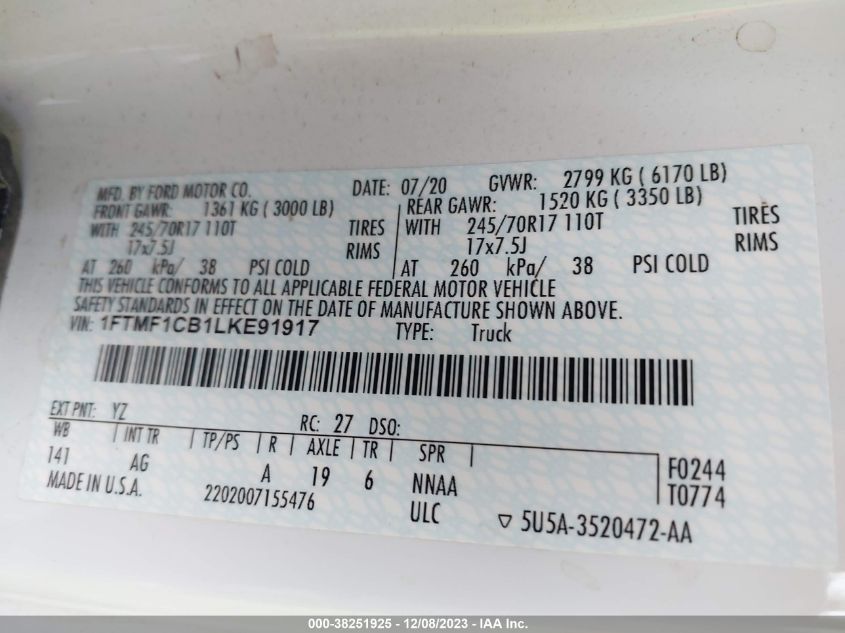 MFD. BY FORD MOTOR CO. DATE: 07/20 GVWR: 2799 KG ( 6170 LB)
FRONT GAWR: 1361 KG ( 3000 LB) REAR GAWR: 1520 KG ( 3350 LB)
WITH 245/70R17 110T TIRES WITH 245/70R17 110T TIRES
17x7.5J RIMS 17x7.5J RIMS
AT 260 kPa/ 38 PSI COLD AT 260 kPa/ 38 PSI COLD
THIS VEHICLE CONFORMS TO ALL APPLICABLE FEDERAL MOTOR VEHICLE
SAFETY STANDARDS IN EFFECT ON THE DATE OF MANUFACTURE SHOWN ABOVE.
VIN: 1FTMF1CB1LKE91917 TYPE: Truck
EXT PNT: YZ RC: 27 DSO:
WB INT TR TP/PS R AXLE TR SPR
141 AG A 19 6 NNAA F0244
MADE IN U.S.A. 2202007155476 ULC T0774
5U5A-3520472-AA
000-38251925 - 12/08/2023 - IAA Inc.